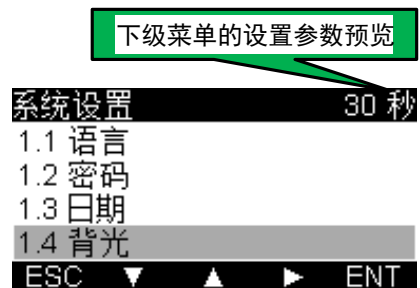 下级菜单的设置参数预览
系统设置 30 秒
1.1 语言
1.2 密码
1.3 日期
1.4 背光
ESC ▼ ▲ ► ENT